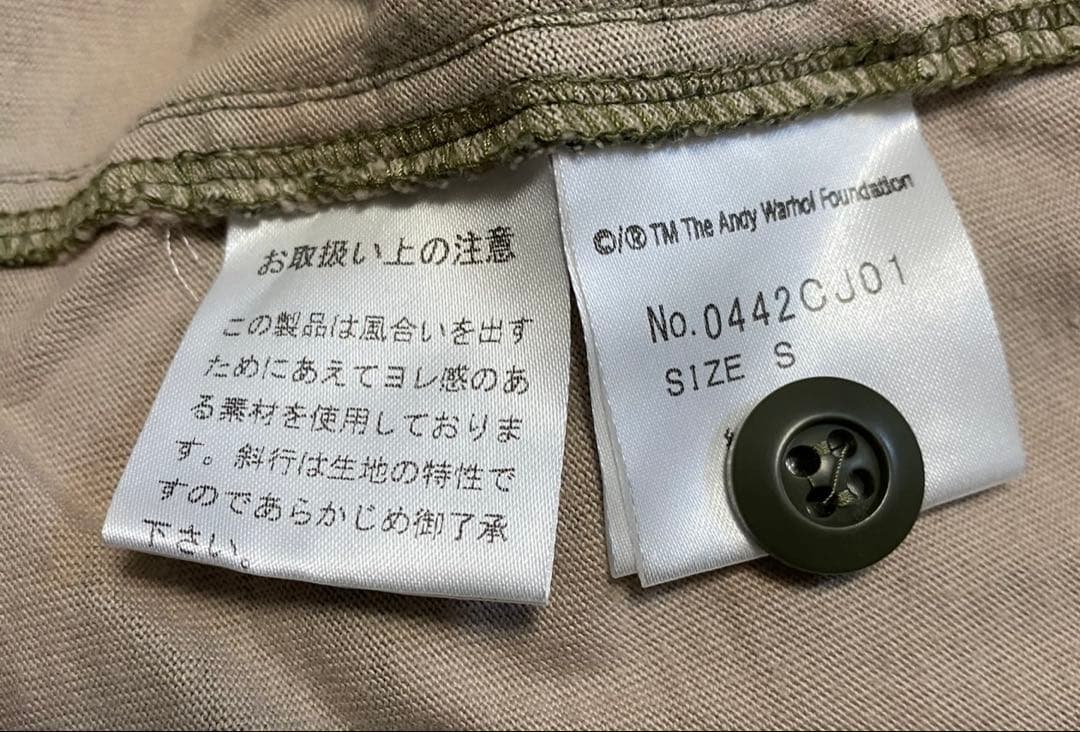 お取扱い上の注意
この製品は風合いを出す
ためにあえてヨレ感のあ
る素材を使用しておりま
す。斜行は生地の特性で
すのであらかじめ御了承
下さい。
©/® TM The Andy Warhol Foundation
No. 0442CJ01
SIZE S